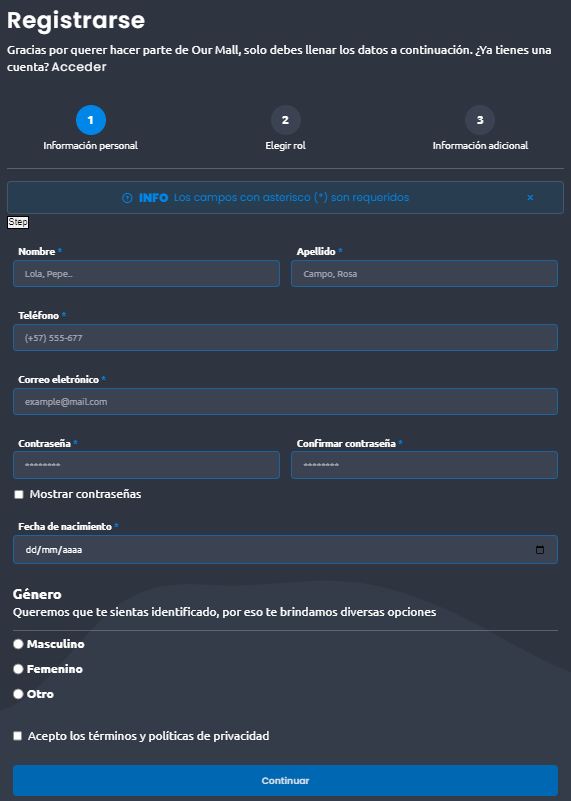 Registrarse
Gracias por querer hacer parte de Our Mall, solo debes llenar los datos a continuación. ¿Ya tienes una
cuenta? Acceder
1 2 3
Información personal Elegir rol Información adicional
INFO Los campos con asterisco (*) son requeridos ×
Step
Nombre * Apellido *
Lola, Pepe.. Campo, Rosa
Teléfono *
(+57) 555-677
Correo eletrónico *
example@mail.com
Contraseña * Confirmar contraseña *
******** ********
Mostrar contraseñas
Fecha de nacimiento *
dd/mm/aaaa
Género
Queremos que te sientas identificado, por eso te brindamos diversas opciones
Masculino
Femenino
Otro
Acepto los términos y políticas de privacidad
Continuar